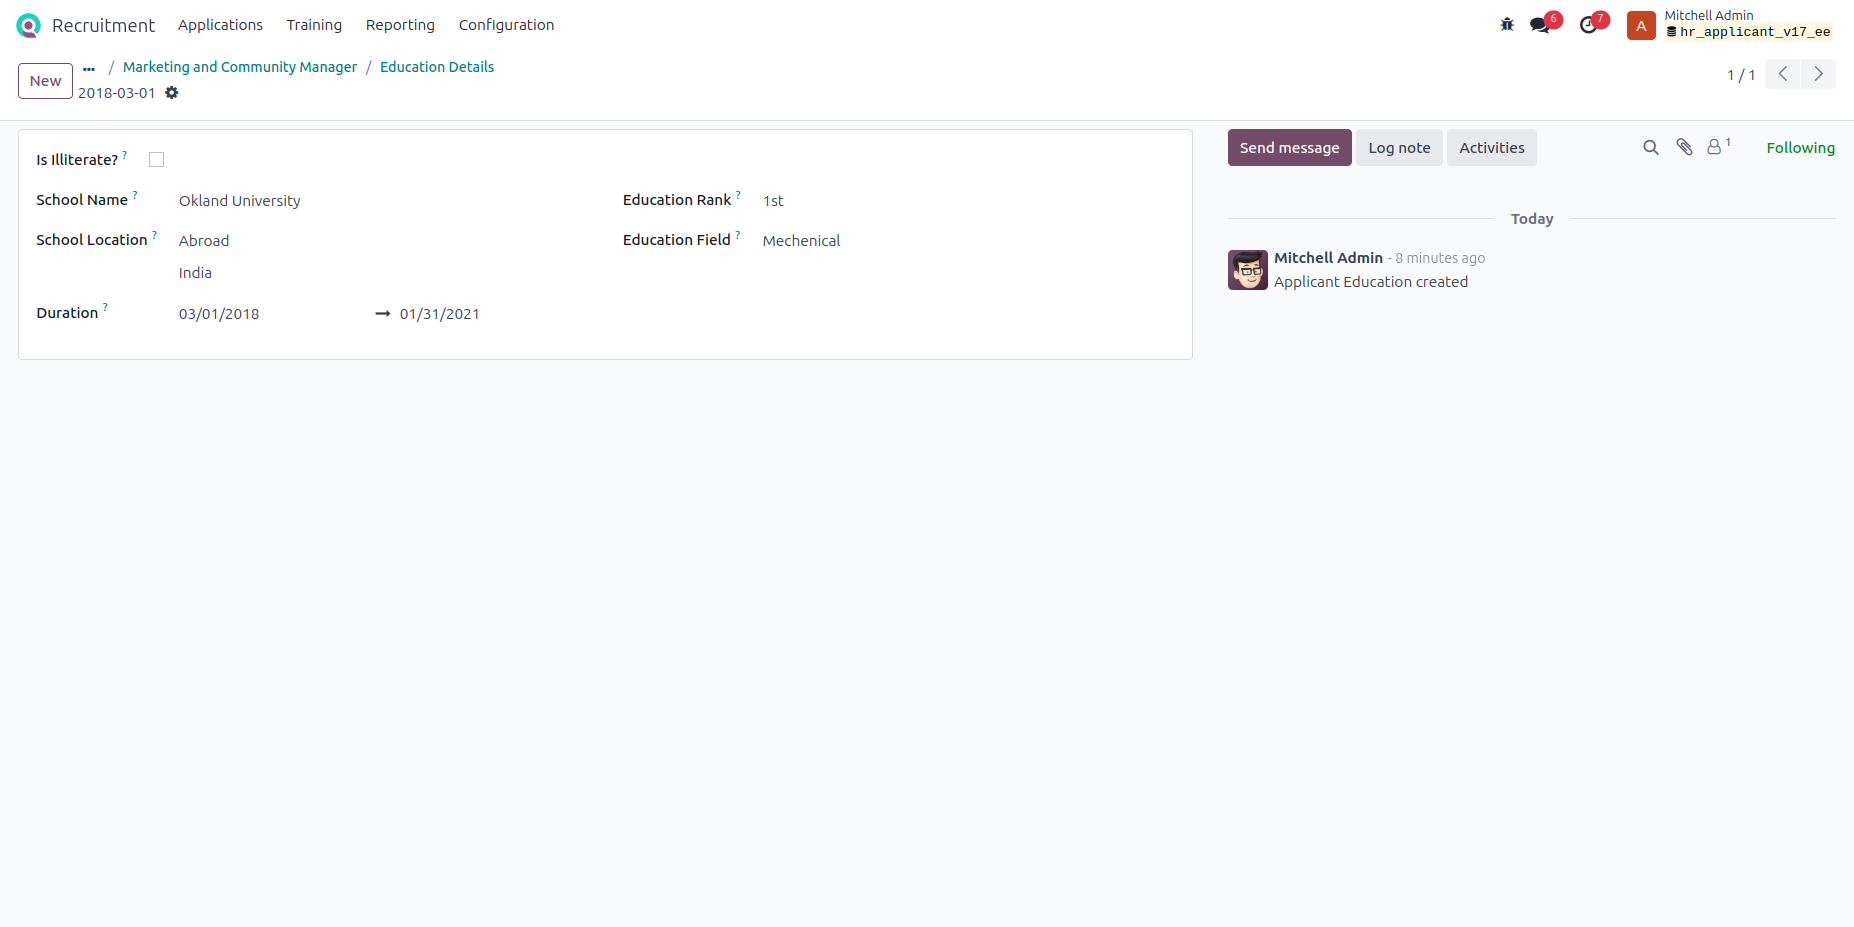 Recruitment Applications Training Reporting Configuration 6 7 A Mitchell Admin
hr_applicant_v17_ee
New ... / Marketing and Community Manager / Education Details
2018-03-01
1 / 1
Is Illiterate? ?
School Name ? Okland University
Education Rank ? 1st
School Location ? Abroad
India
Education Field ? Mechenical
Duration ? 03/01/2018 → 01/31/2021
Send message Log note Activities 1 Following
Today
Mitchell Admin - 8 minutes ago
Applicant Education created